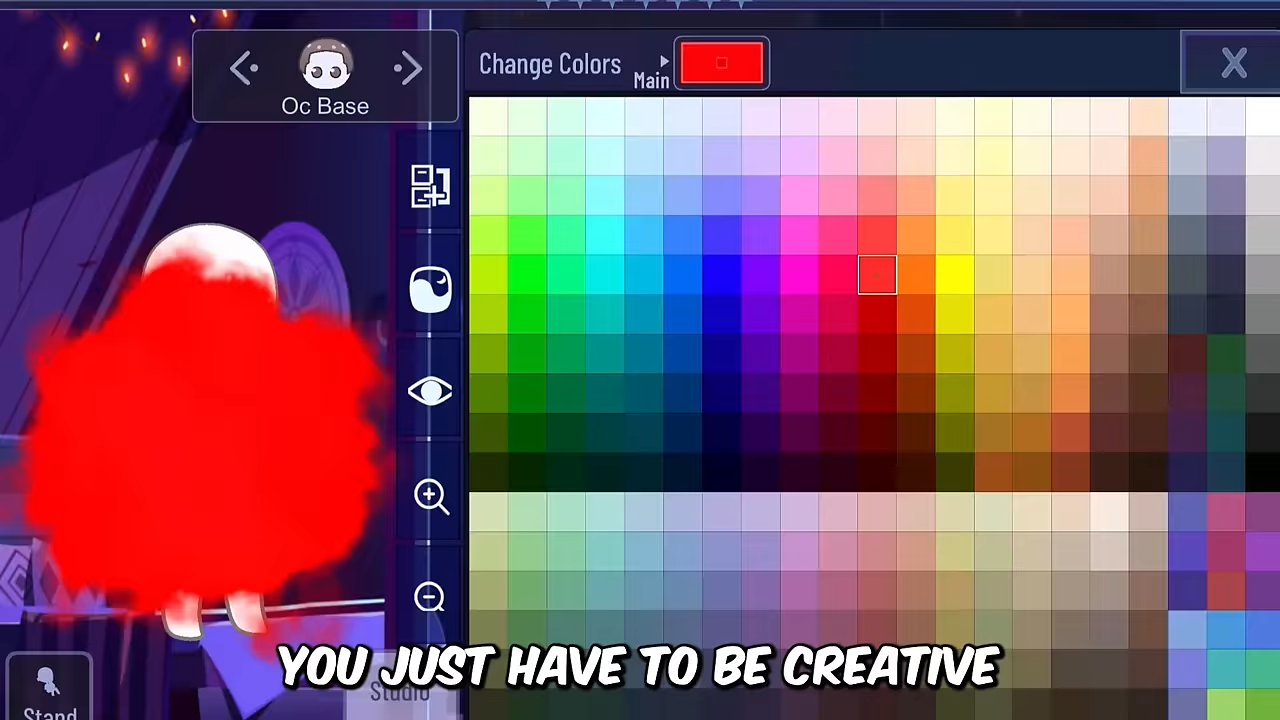 Change Colors
Main
X
Oc Base
YOU JUST HAVE TO BE CREATIVE
Studio
Stand